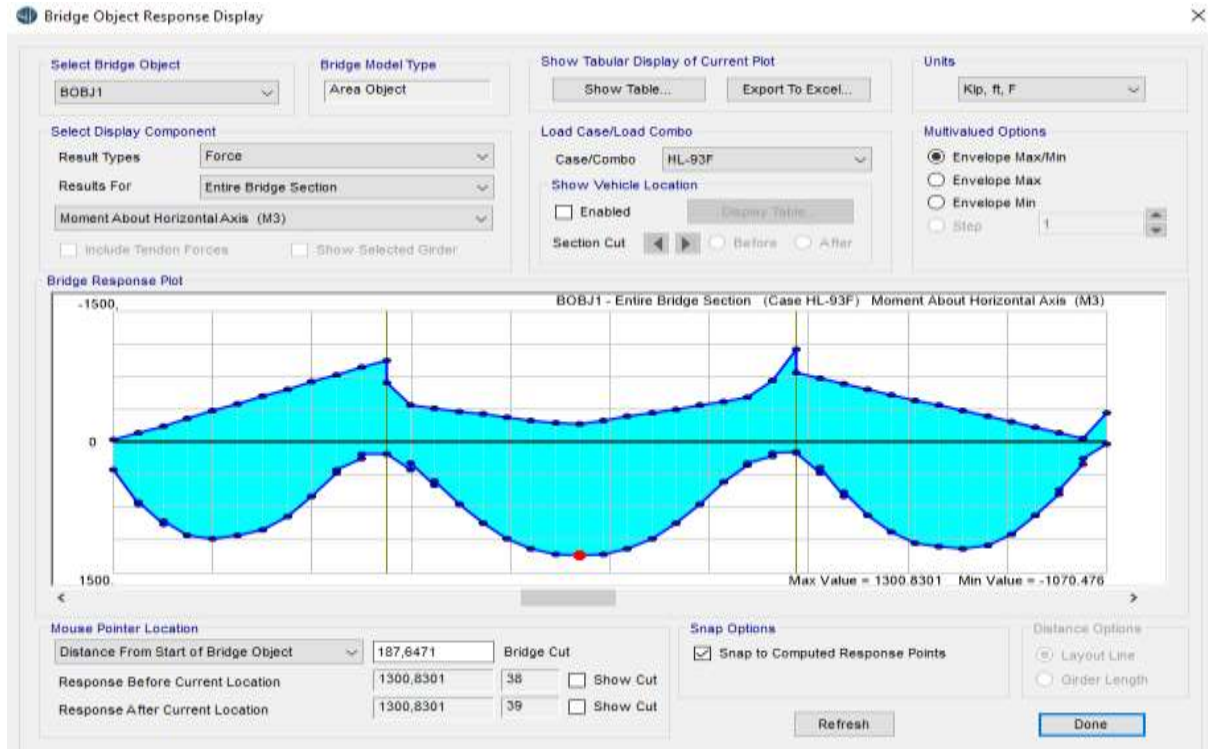 Bridge Object Response Display
Select Bridge Object
BOBJ1
Bridge Model Type
Area Object
Show Tabular Display of Current Plot
Show Table...
Export To Excel...
Units
Kip, ft, F
Select Display Component
Result Types
Force
Results For
Entire Bridge Section
Moment About Horizontal Axis (M3)
Include Tendon Forces
Show Selected Girder
Load Case/Load Combo
Case/Combo
HL-93F
Show Vehicle Location
Enabled
Display Table...
Section Cut
Before
After
Multivalued Options
Envelope Max/Min
Envelope Max
Envelope Min
Step
1
Bridge Response Plot
-1500,
BOBJ1 - Entire Bridge Section (Case HL-93F) Moment About Horizontal Axis (M3)
0
1500,
Max Value = 1300.8301 Min Value = -1070.476
Mouse Pointer Location
Distance From Start of Bridge Object
187,6471
Bridge Cut
Response Before Current Location
1300,8301
38
Show Cut
Response After Current Location
1300,8301
39
Show Cut
Snap Options
Snap to Computed Response Points
Distance Options
Layout Line
Girder Length
Refresh
Done